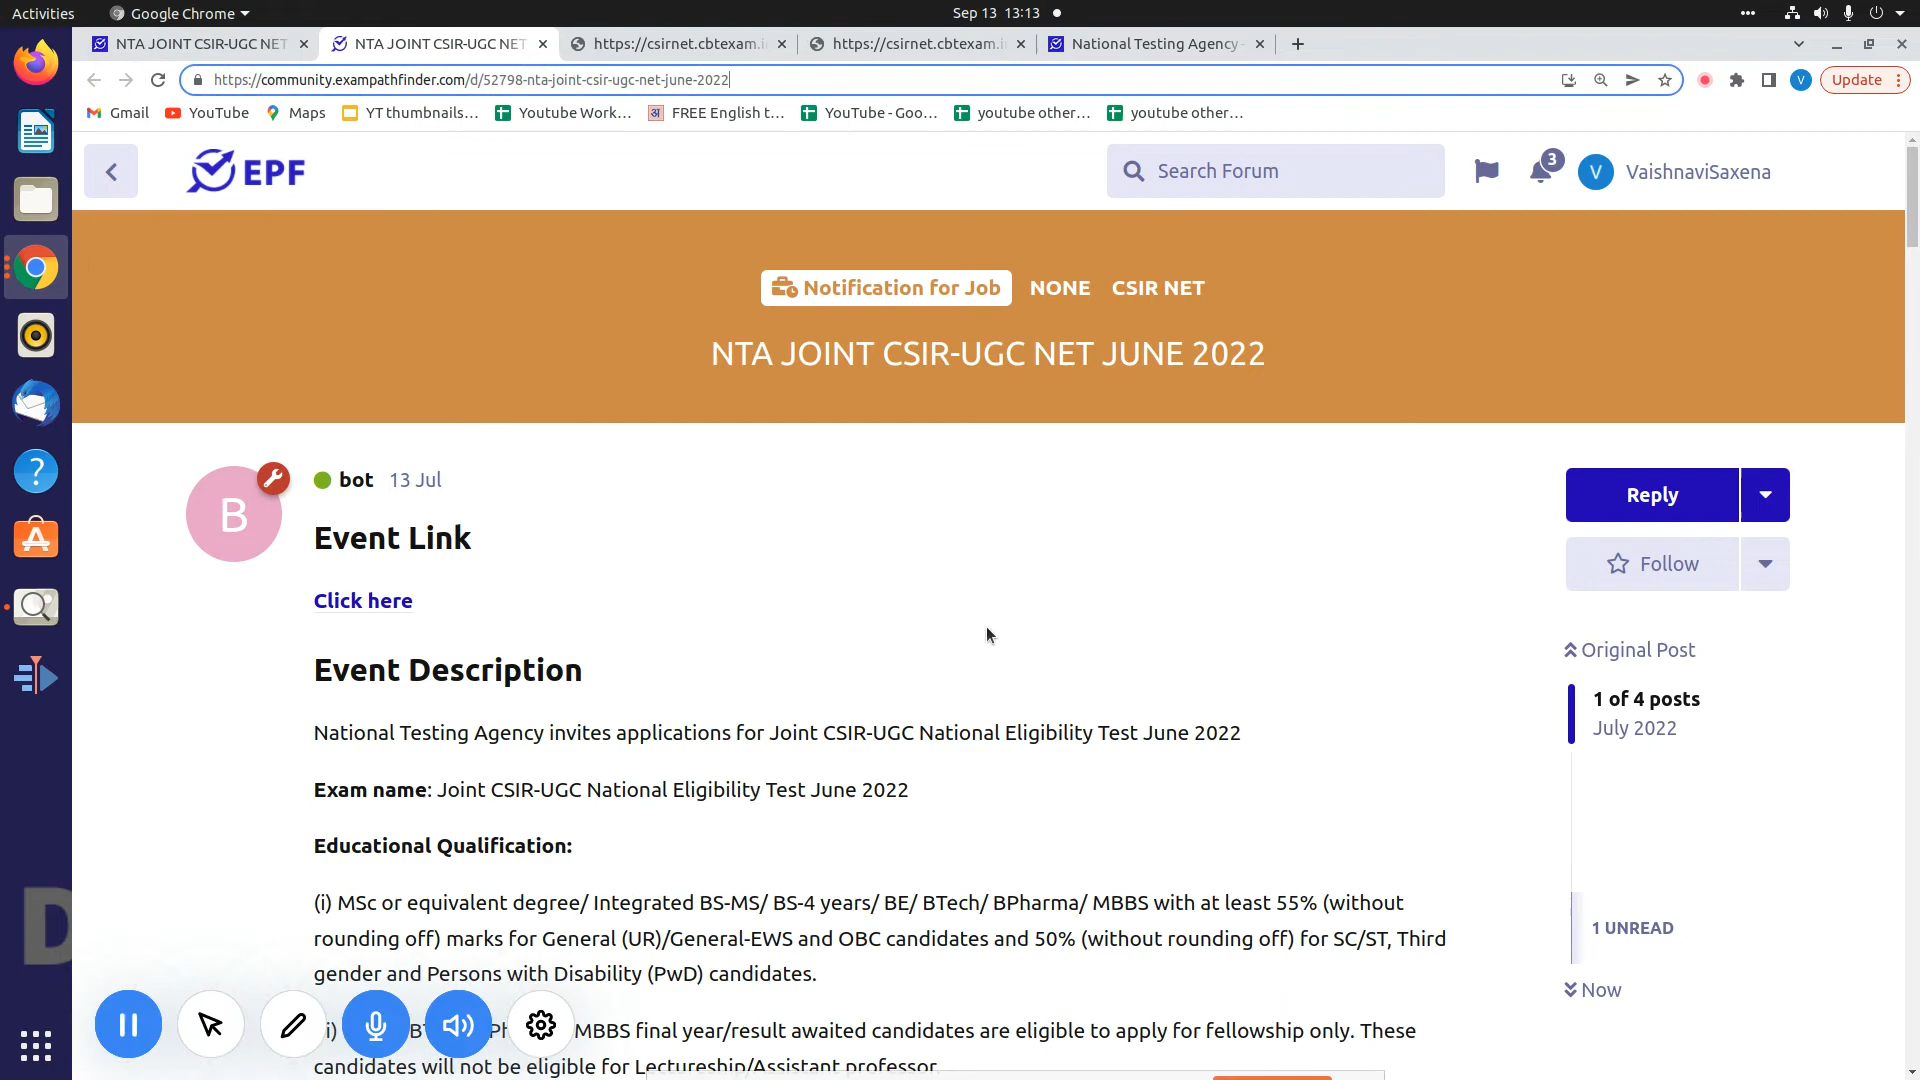 Activities
Google Chrome
Sep 13 13:13
NTA JOINT CSIR-UGC NET
NTA JOINT CSIR-UGC NET
https://csirnet.cbtexam.i
https://csirnet.cbtexam.i
National Testing Agency
https://community.exampathfinder.com/d/52798-nta-joint-csir-ugc-net-june-2022
V
Update
Gmail
YouTube
Maps
YT thumbnails...
Youtube Work...
FREE English t...
YouTube - Goo...
youtube other...
youtube other...
EPF
Search Forum
3
V
VaishnaviSaxena
Notification for Job
NONE
CSIR NET
NTA JOINT CSIR-UGC NET JUNE 2022
B
bot 13 Jul
Event Link
Click here
Event Description
National Testing Agency invites applications for Joint CSIR-UGC National Eligibility Test June 2022
Exam name: Joint CSIR-UGC National Eligibility Test June 2022
Educational Qualification:
(i) MSc or equivalent degree/ Integrated BS-MS/ BS-4 years/ BE/ BTech/ BPharma/ MBBS with at least 55% (without
rounding off) marks for General (UR)/General-EWS and OBC candidates and 50% (without rounding off) for SC/ST, Third
gender and Persons with Disability (PwD) candidates.
MBBS final year/result awaited candidates are eligible to apply for fellowship only. These
candidates will not be eligible for Lectureship/Assistant professor.
Reply
Follow
Original Post
1 of 4 posts
July 2022
1 UNREAD
Now
D